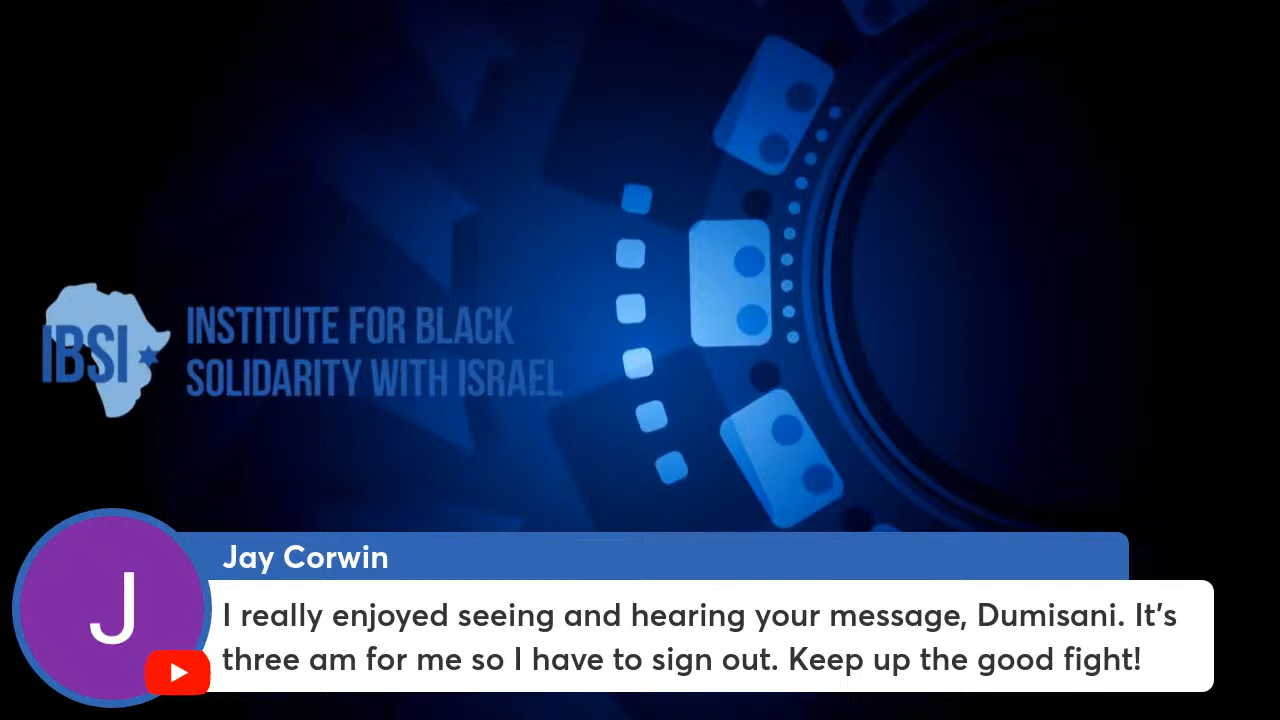 IBSI
INSTITUTE FOR BLACK
SOLIDARITY WITH ISRAEL
J
Jay Corwin
I really enjoyed seeing and hearing your message, Dumisani. It's
three am for me so I have to sign out. Keep up the good fight!